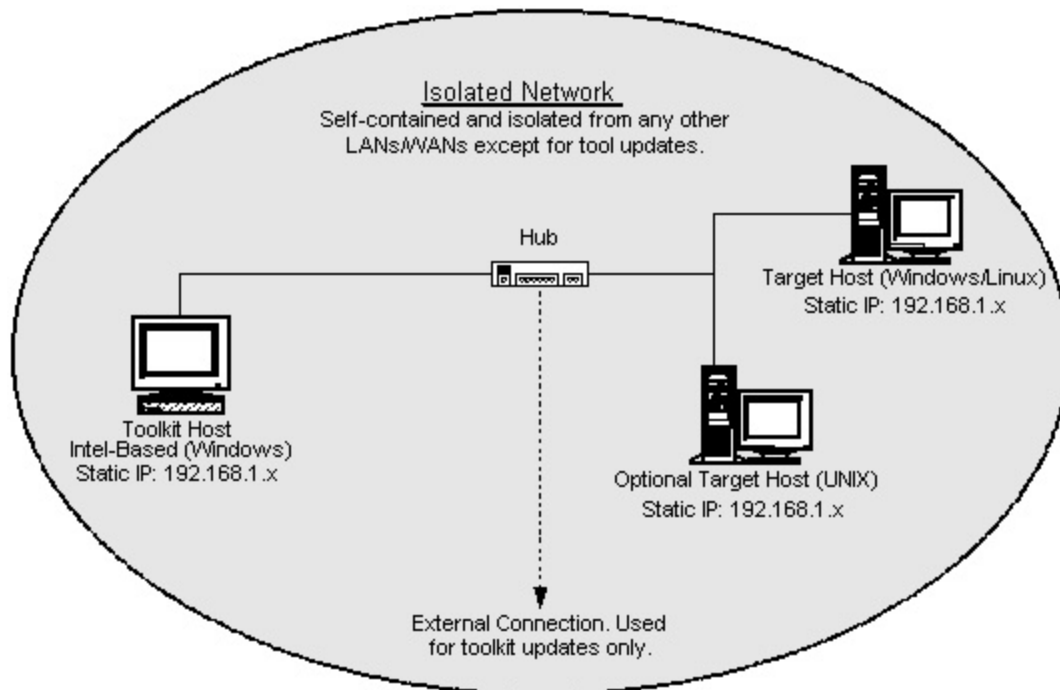 Isolated Network
Self-contained and isolated from any other
LANs/WANs except for tool updates.
Hub
Target Host (Windows/Linux)
Static IP: 192.168.1.x
Toolkit Host
Intel-Based (Windows)
Static IP: 192.168.1.x
Optional Target Host (UNIX)
Static IP: 192.168.1.x
External Connection. Used
for toolkit updates only.